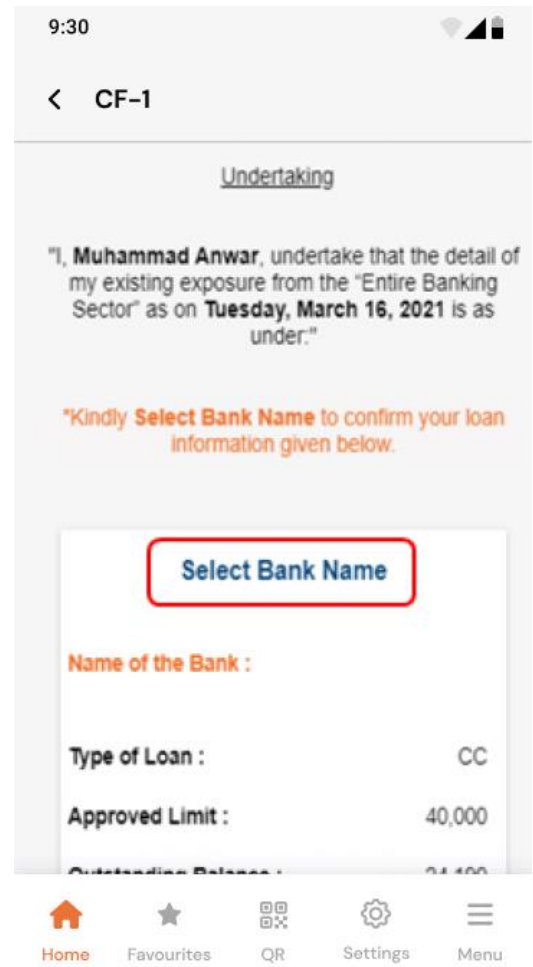 9:30
CF-1
Undertaking
"I, Muhammad Anwar, undertake that the detail of
my existing exposure from the "Entire Banking
Sector" as on Tuesday, March 16, 2021 is as
under:"
*Kindly Select Bank Name to confirm your loan
information given below.
Select Bank Name
Name of the Bank :
Type of Loan : CC
Approved Limit : 40,000
Outstanding Balance :
Home Favourites QR Settings Menu